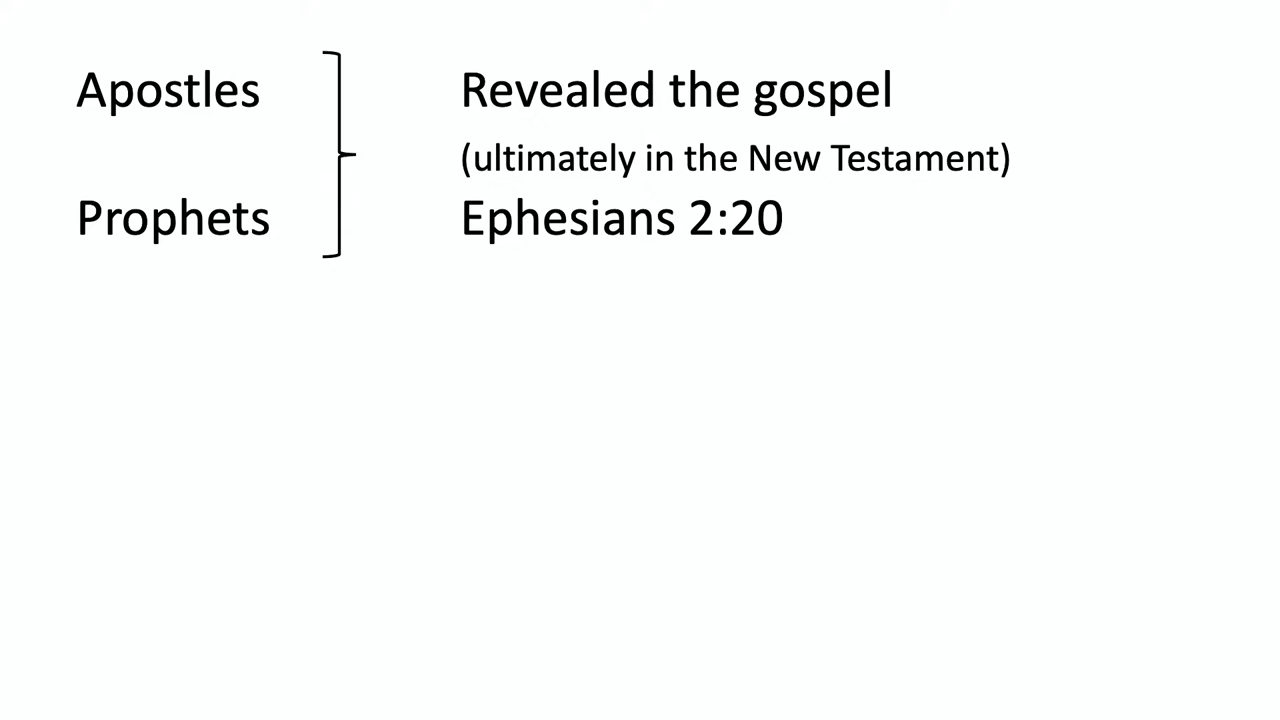 Apostles
Prophets
Revealed the gospel
(ultimately in the New Testament)
Ephesians 2:20